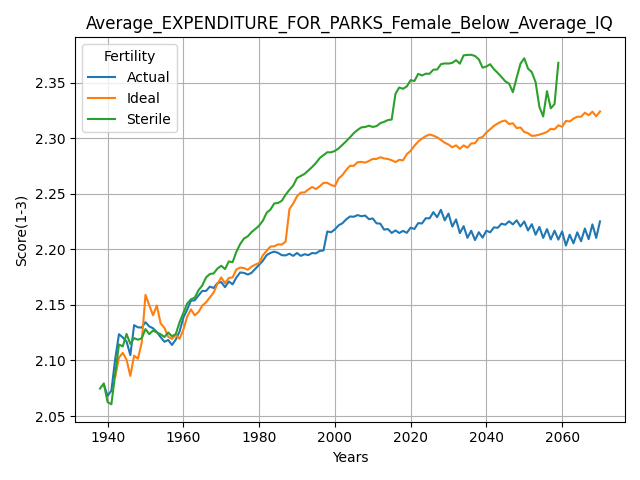 Average_EXPENDITURE_FOR_PARKS_Female_Below_Average_IQ
Fertility
Actual
Ideal
Sterile
Score(1-3)
2.35
2.30
2.25
2.20
2.15
2.10
2.05
1940 1960 1980 2000 2020 2040 2060
Years